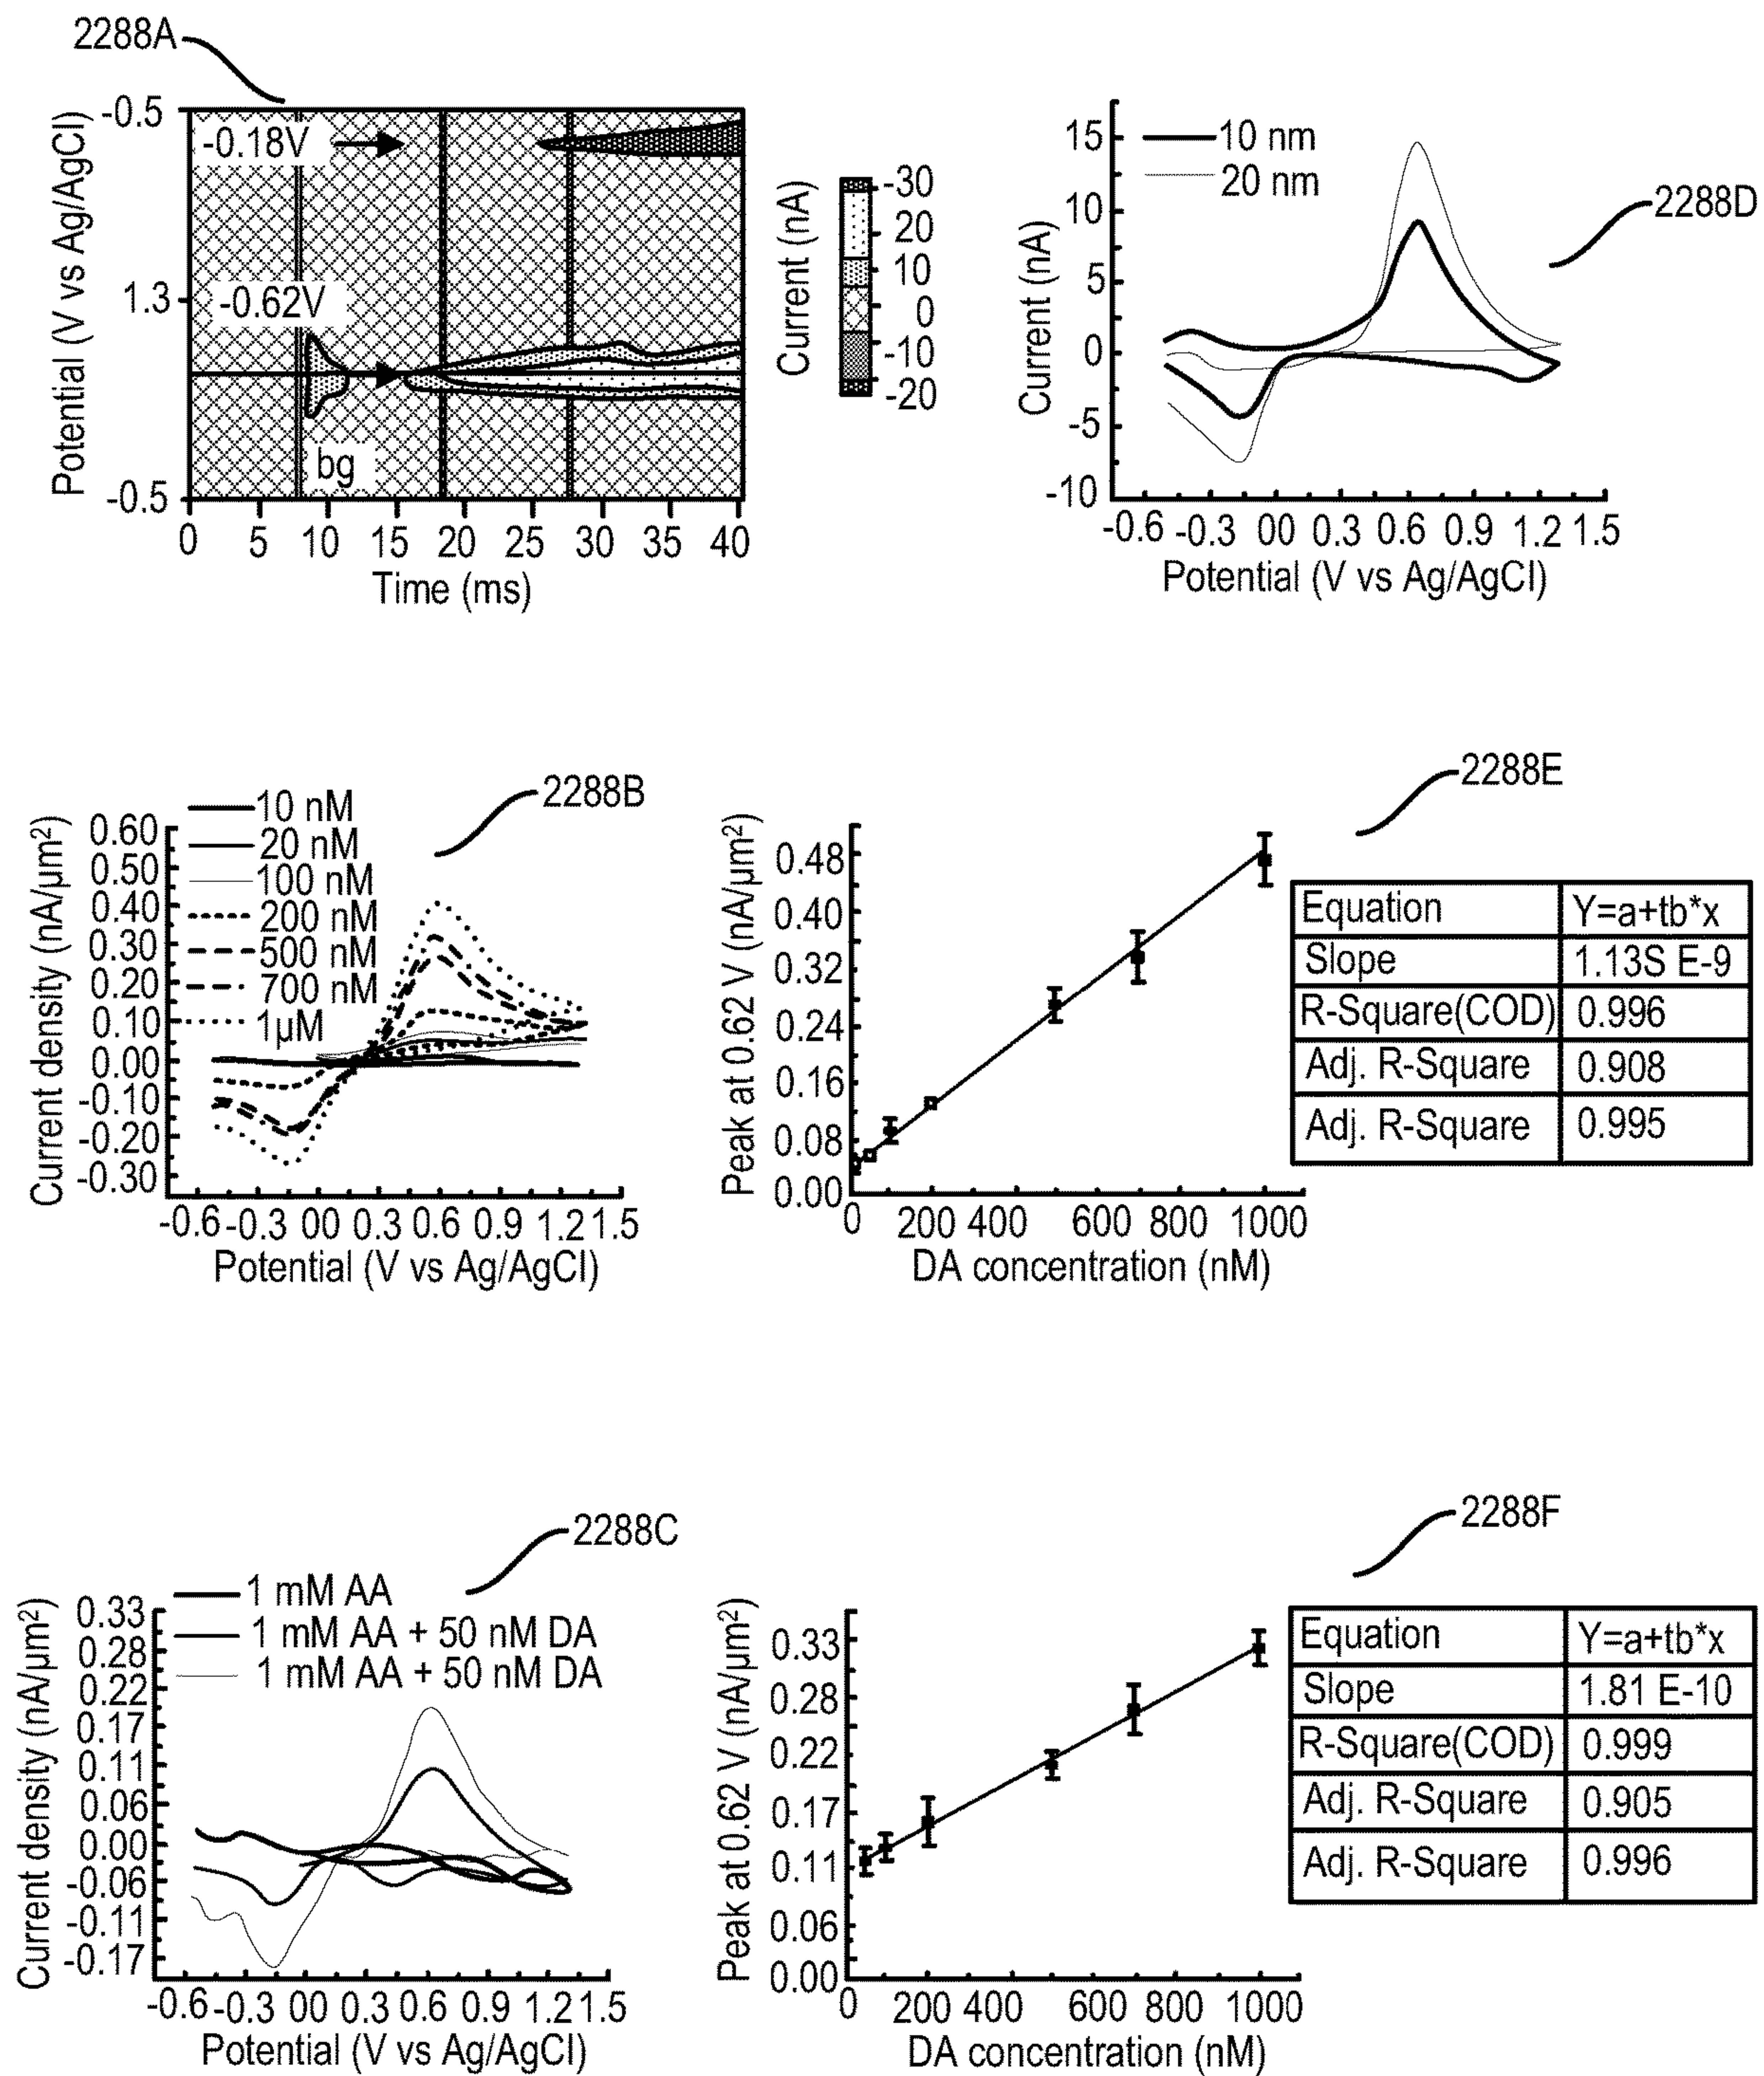 2288A
Potential (V vs Ag/AgCl)
-0.5
1.3
-0.5
-0.18V
-0.62V
bg
0 5 10 15 20 25 30 35 40
Time (ms)
Current (nA)
-30
20
10
0
-10
-20
2288D
Current (nA)
15
10
5
0
-5
-10
10 nm
20 nm
-0.6 -0.3 00 0.3 0.6 0.9 1.2 1.5
Potential (V vs Ag/AgCl)
2288B
Current density (nA/μm²)
0.60
0.50
0.40
0.30
0.20
0.10
0.00
-0.10
-0.20
-0.30
10 nM
20 nM
100 nM
200 nM
500 nM
700 nM
1μM
-0.6 -0.3 00 0.3 0.6 0.9 1.2 1.5
Potential (V vs Ag/AgCl)
2288E
Peak at 0.62 V (nA/μm²)
0.48
0.40
0.32
0.24
0.16
0.08
0.00
0 200 400 600 800 1000
DA concentration (nM)
Equation Y=a+tb*x
Slope 1.13S E-9
R-Square(COD) 0.996
Adj. R-Square 0.908
Adj. R-Square 0.995
2288C
Current density (nA/μm²)
0.33
0.28
0.22
0.17
0.11
0.06
0.00
-0.06
-0.11
-0.17
1 mM AA
1 mM AA + 50 nM DA
1 mM AA + 50 nM DA
-0.6 -0.3 00 0.3 0.6 0.9 1.2 1.5
Potential (V vs Ag/AgCl)
2288F
Peak at 0.62 V (nA/μm²)
0.33
0.28
0.22
0.17
0.11
0.06
0.00
0 200 400 600 800 1000
DA concentration (nM)
Equation Y=a+tb*x
Slope 1.81 E-10
R-Square(COD) 0.999
Adj. R-Square 0.905
Adj. R-Square 0.996